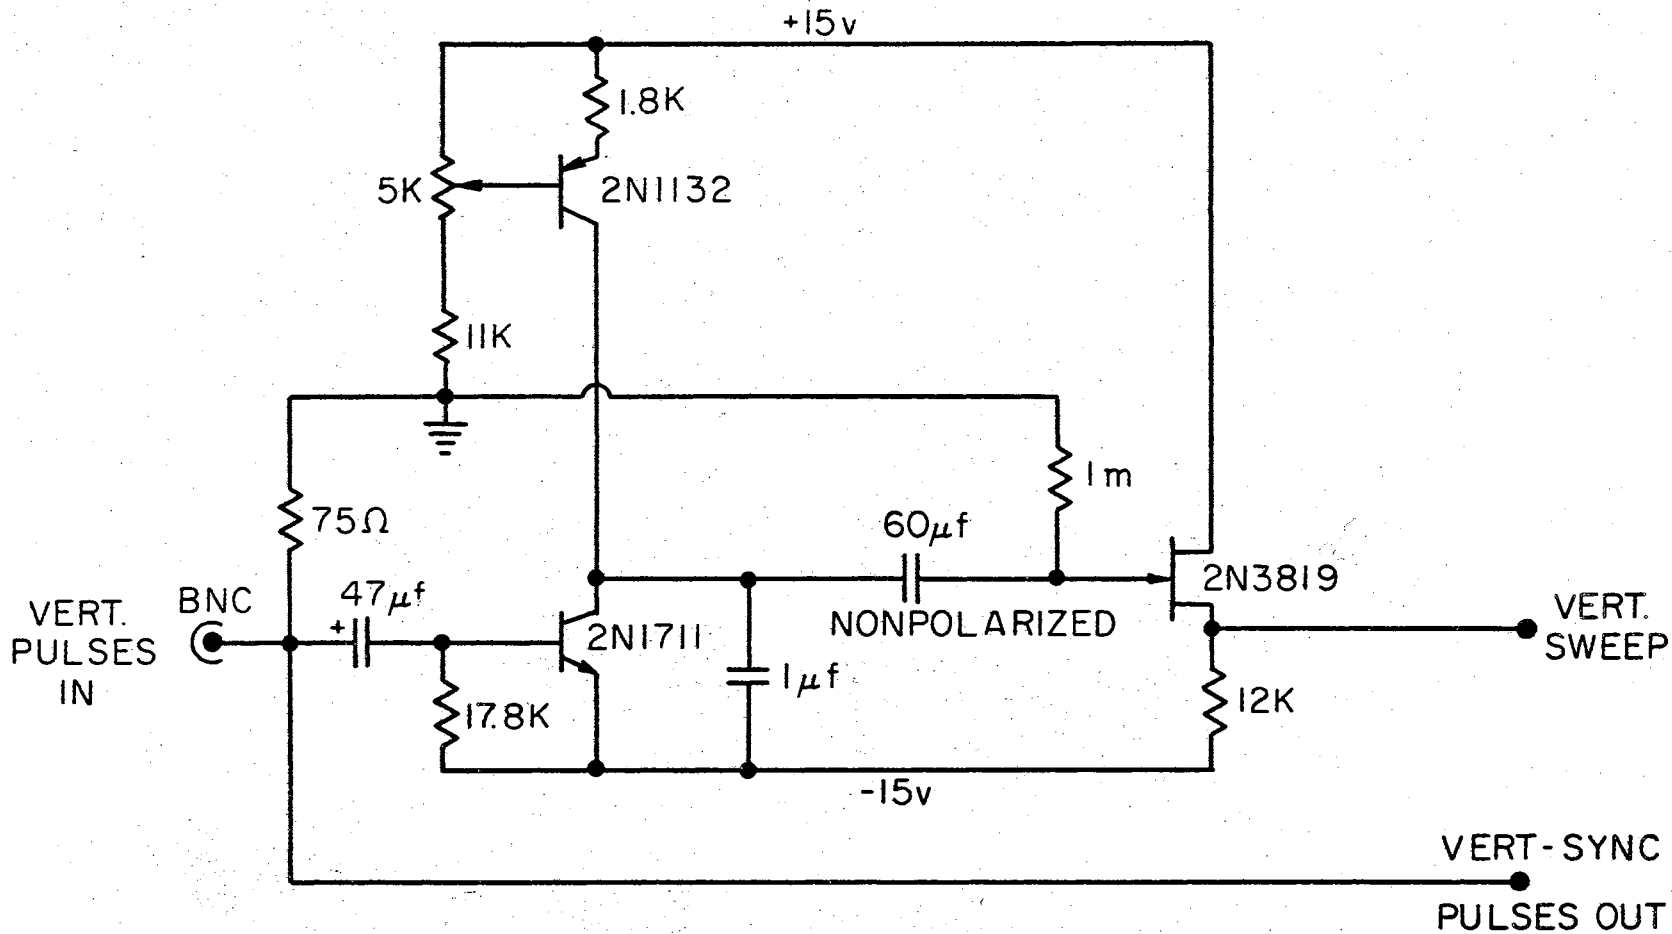 +15v
1.8K
5K
2N1132
11K
1m
75Ω
60μf
2N3819
BNC
47μf
VERT.
PULSES
IN
+
2N1711
NONPOLARIZED
VERT.
SWEEP
1μf
17.8K
12K
-15v
VERT-SYNC
PULSES OUT